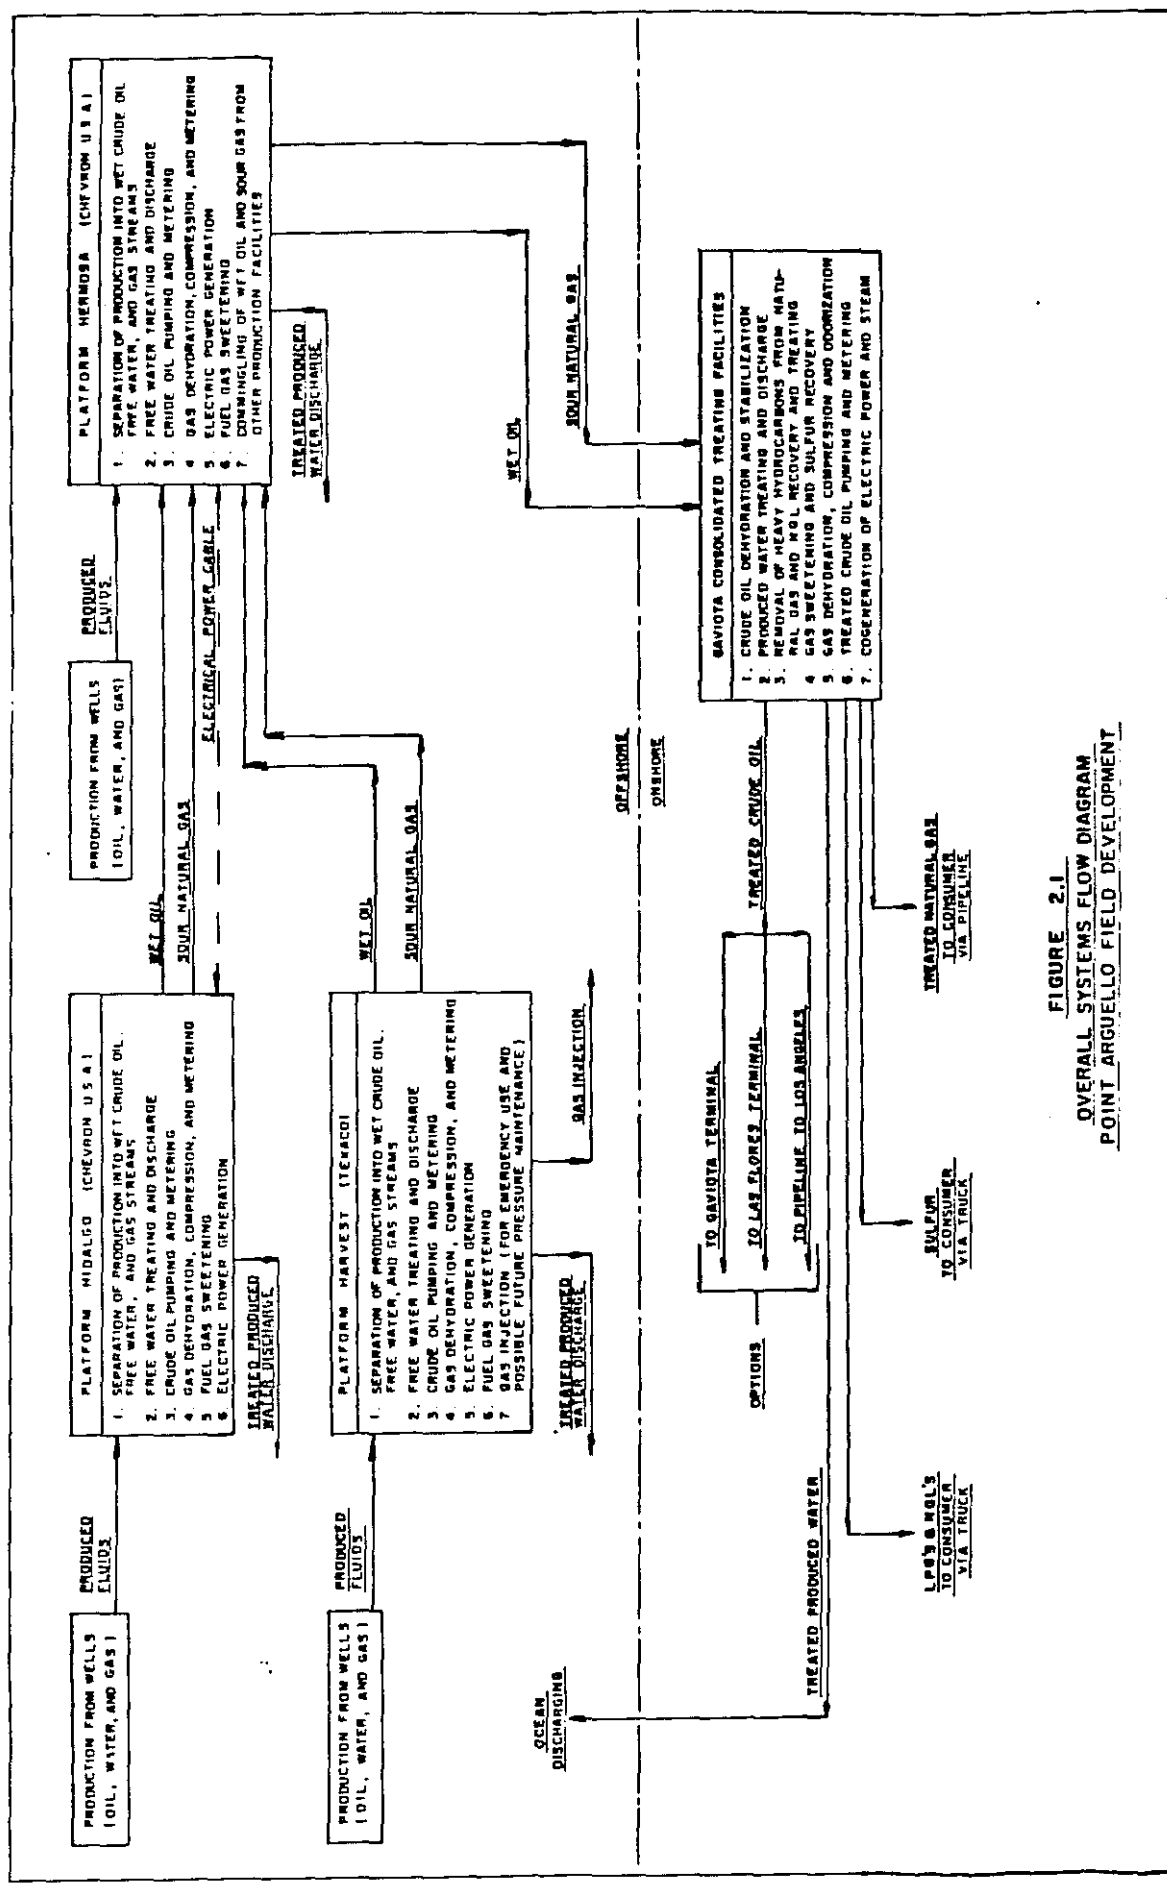 PRODUCTION FROM WELLS
(OIL, WATER, AND GAS)
PRODUCED
FLUIDS
PLATFORM HIDALGO (CHEVRON U S A)
1. SEPARATION OF PRODUCTION INTO WET CRUDE OIL.
FREE WATER, AND GAS STREAMS
2. FREE WATER TREATING AND DISCHARGE
3. CRUDE OIL PUMPING AND METERING
4. GAS DEHYDRATION, COMPRESSION, AND METERING
5 FUEL GAS SWEETENING
6. ELECTRIC POWER GENERATION
TREATED PRODUCED
WATER DISCHARGE
WET OIL
SOUR NATURAL GAS
ELECTRICAL POWER CABLE
PRODUCTION FROM WELLS
(OIL, WATER, AND GAS)
PRODUCED
FLUIDS
PLATFORM HERMOSA (CHEVRON U S A)
1. SEPARATION OF PRODUCTION INTO WET CRUDE OIL
FREE WATER, AND GAS STREAMS
2. FREE WATER TREATING AND DISCHARGE
3. CRUDE OIL PUMPING AND METERING
4 GAS DEHYDRATION, COMPRESSION, AND METERING
5 ELECTRIC POWER GENERATION
6. FUEL GAS SWEETENING
7. COMMINGLING OF WET OIL AND SOUR GAS FROM
OTHER PRODUCTION FACILITIES
TREATED PRODUCED
WATER DISCHARGE
PRODUCTION FROM WELLS
(OIL, WATER, AND GAS)
PRODUCED
FLUIDS
PLATFORM HARVEST (TEXACO)
1. SEPARATION OF PRODUCTION INTO WET CRUDE OIL.
FREE WATER, AND GAS STREAMS
2. FREE WATER TREATING AND DISCHARGE
3 CRUDE OIL PUMPING AND METERING
4. GAS DEHYDRATION, COMPRESSION, AND METERING
5. ELECTRIC POWER GENERATION
6. FUEL GAS SWEETENING
7 GAS INJECTION (FOR EMERGENCY USE AND
POSSIBLE FUTURE PRESSURE MAINTENANCE)
TREATED PRODUCED
WATER DISCHARGE
GAS INJECTION
WET OIL
SOUR NATURAL GAS
WET OIL
SOUR NATURAL GAS
OCEAN
DISCHARGING
OFFSHORE
ONSHORE
GAVIOTA CONSOLIDATED TREATING FACILITIES
1. CRUDE OIL DEHYDRATION AND STABILIZATION
2. PRODUCED WATER TREATING AND DISCHARGE
3. REMOVAL OF HEAVY HYDROCARBONS FROM NATU-
RAL GAS AND NGL RECOVERY AND TREATING
4 GAS SWEETENING AND SULFUR RECOVERY
5. GAS DEHYDRATION, COMPRESSION AND ODORIZATION
6. TREATED CRUDE OIL PUMPING AND METERING
7. COGENERATION OF ELECTRIC POWER AND STEAM
TREATED CRUDE OIL
TO GAVIOTA TERMINAL
TO LAS FLORES TERMINAL
TO PIPELINE TO LOS ANGELES
OPTIONS
TREATED PRODUCED WATER
LPG'S & NGL'S
TO CONSUMER
VIA TRUCK
SULFUR
TO CONSUMER
VIA TRUCK
TREATED NATURAL GAS
TO CONSUMER
VIA PIPELINE
FIGURE 2.1
OVERALL SYSTEMS FLOW DIAGRAM
POINT ARGUELLO FIELD DEVELOPMENT